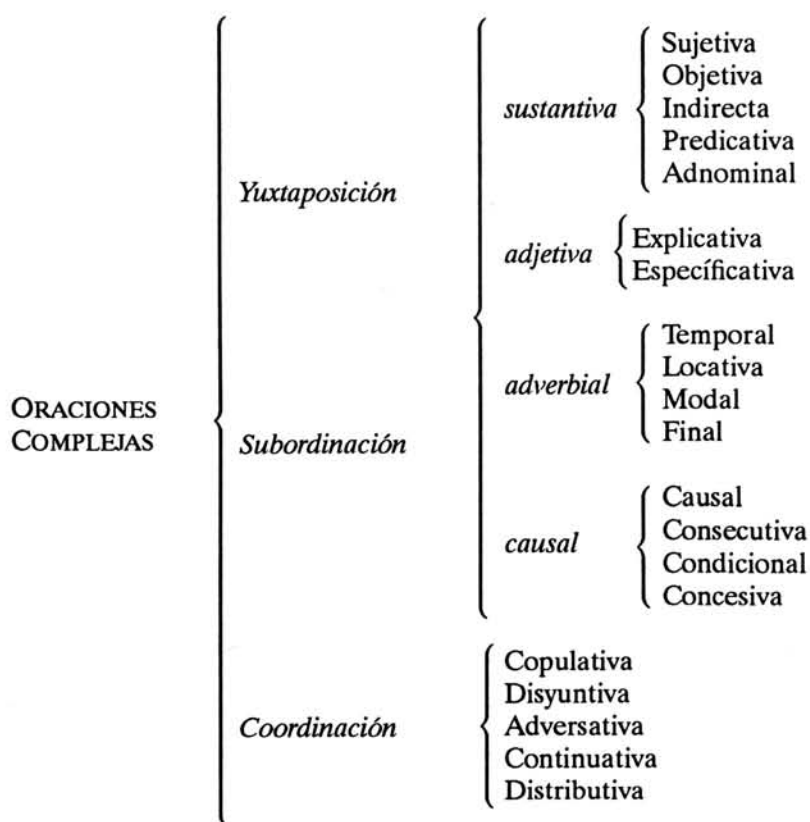 ORACIONES
COMPLEJAS
Yuxtaposición
Subordinación
sustantiva
Sujetiva
Objetiva
Indirecta
Predicativa
Adnominal
adjetiva
Explicativa
Específicativa
adverbial
Temporal
Locativa
Modal
Final
causal
Causal
Consecutiva
Condicional
Concesiva
Coordinación
Copulativa
Disyuntiva
Adversativa
Continuativa
Distributiva